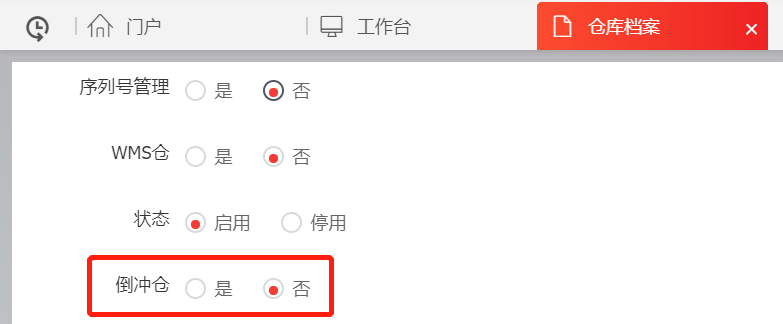 门户 工作台 仓库档案
序列号管理 是 否
WMS仓 是 否
状态 启用 停用
倒冲仓 是 否